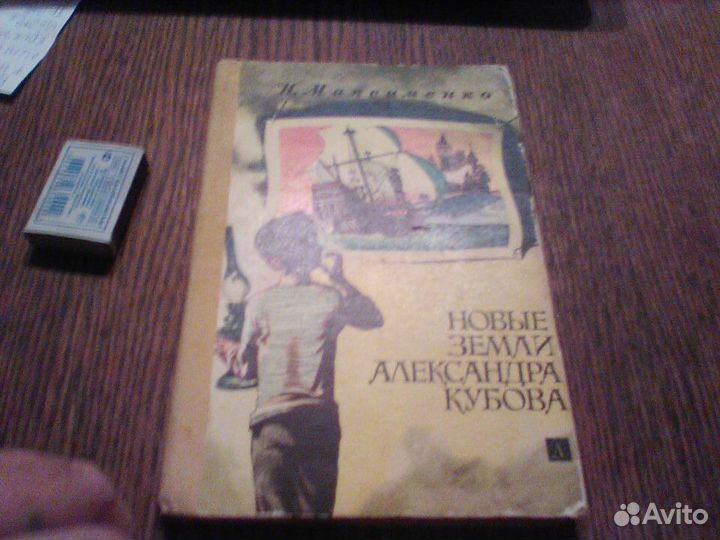 Н. Максименко
НОВЫЕ
ЗЕМЛИ
АЛЕКСАНДРА
КУБОВА
Avito